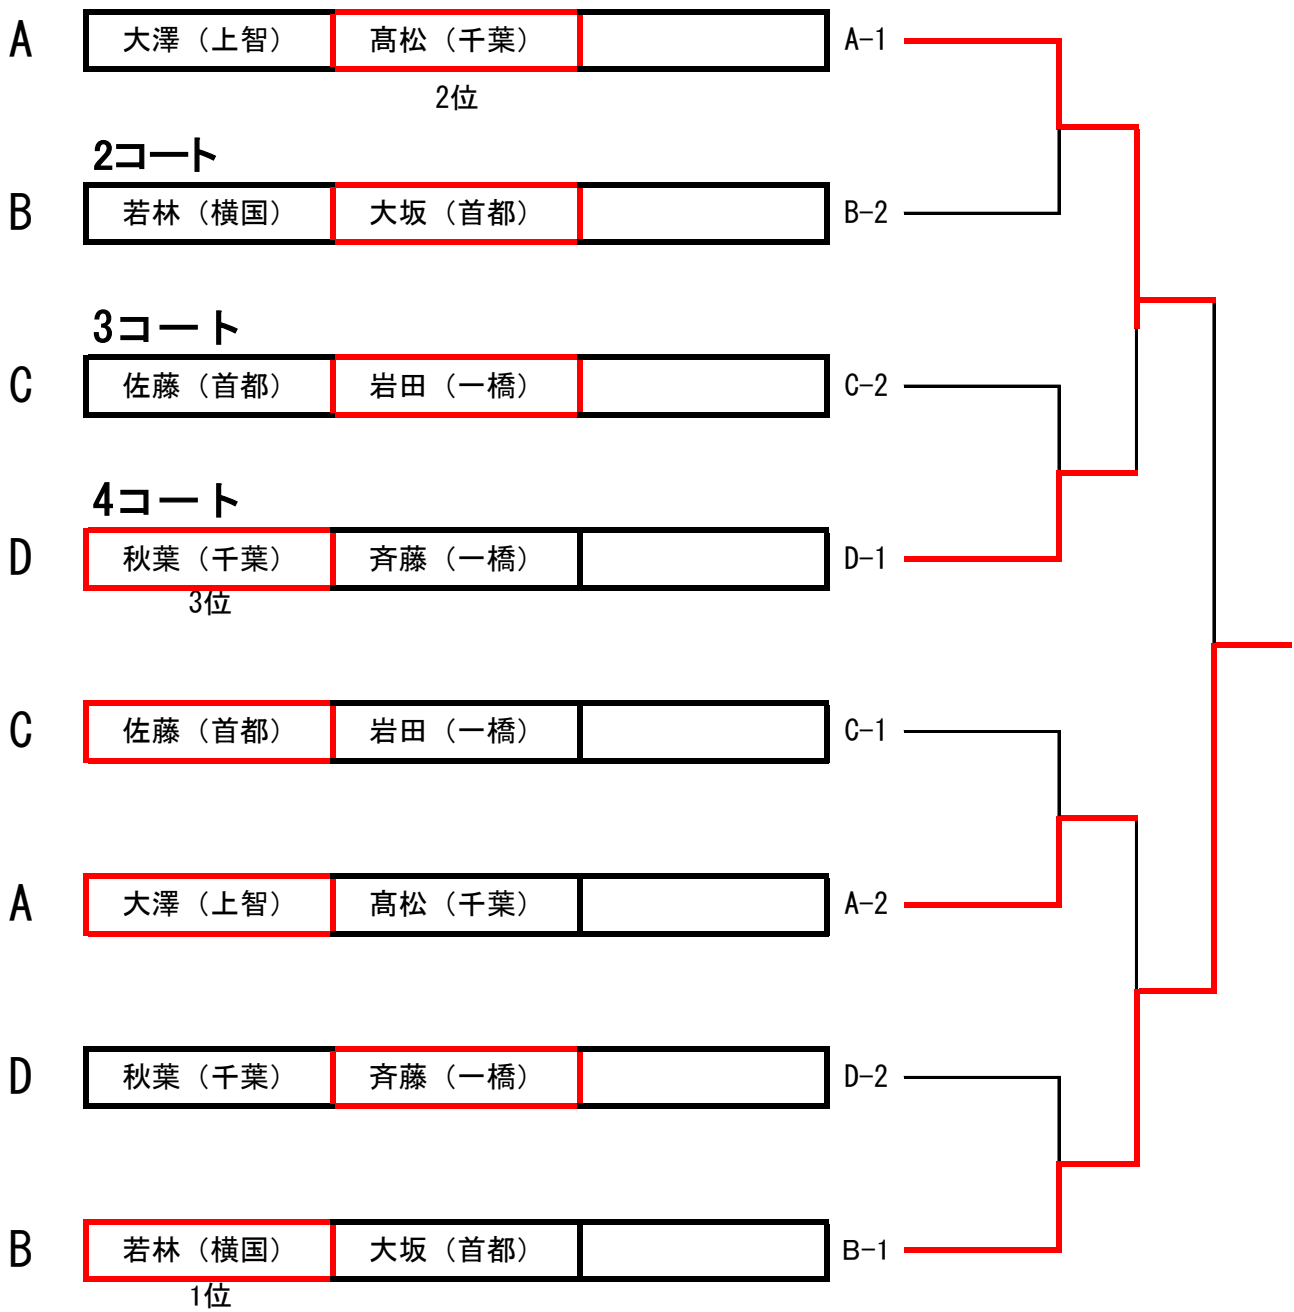 A 大澤（上智）髙松（千葉） A-1
2位
2コート
B 若林（横国）大坂（首都） B-2
3コート
C 佐藤（首都）岩田（一橋） C-2
4コート
D 秋葉（千葉） 斉藤（一橋） D-1
3位
C 佐藤（首都） 岩田（一橋） C-1
A 大澤（上智） 髙松（千葉） A-2
D 秋葉（千葉） 斉藤（一橋） D-2
B 若林（横国） 大坂（首都） B-1
1位